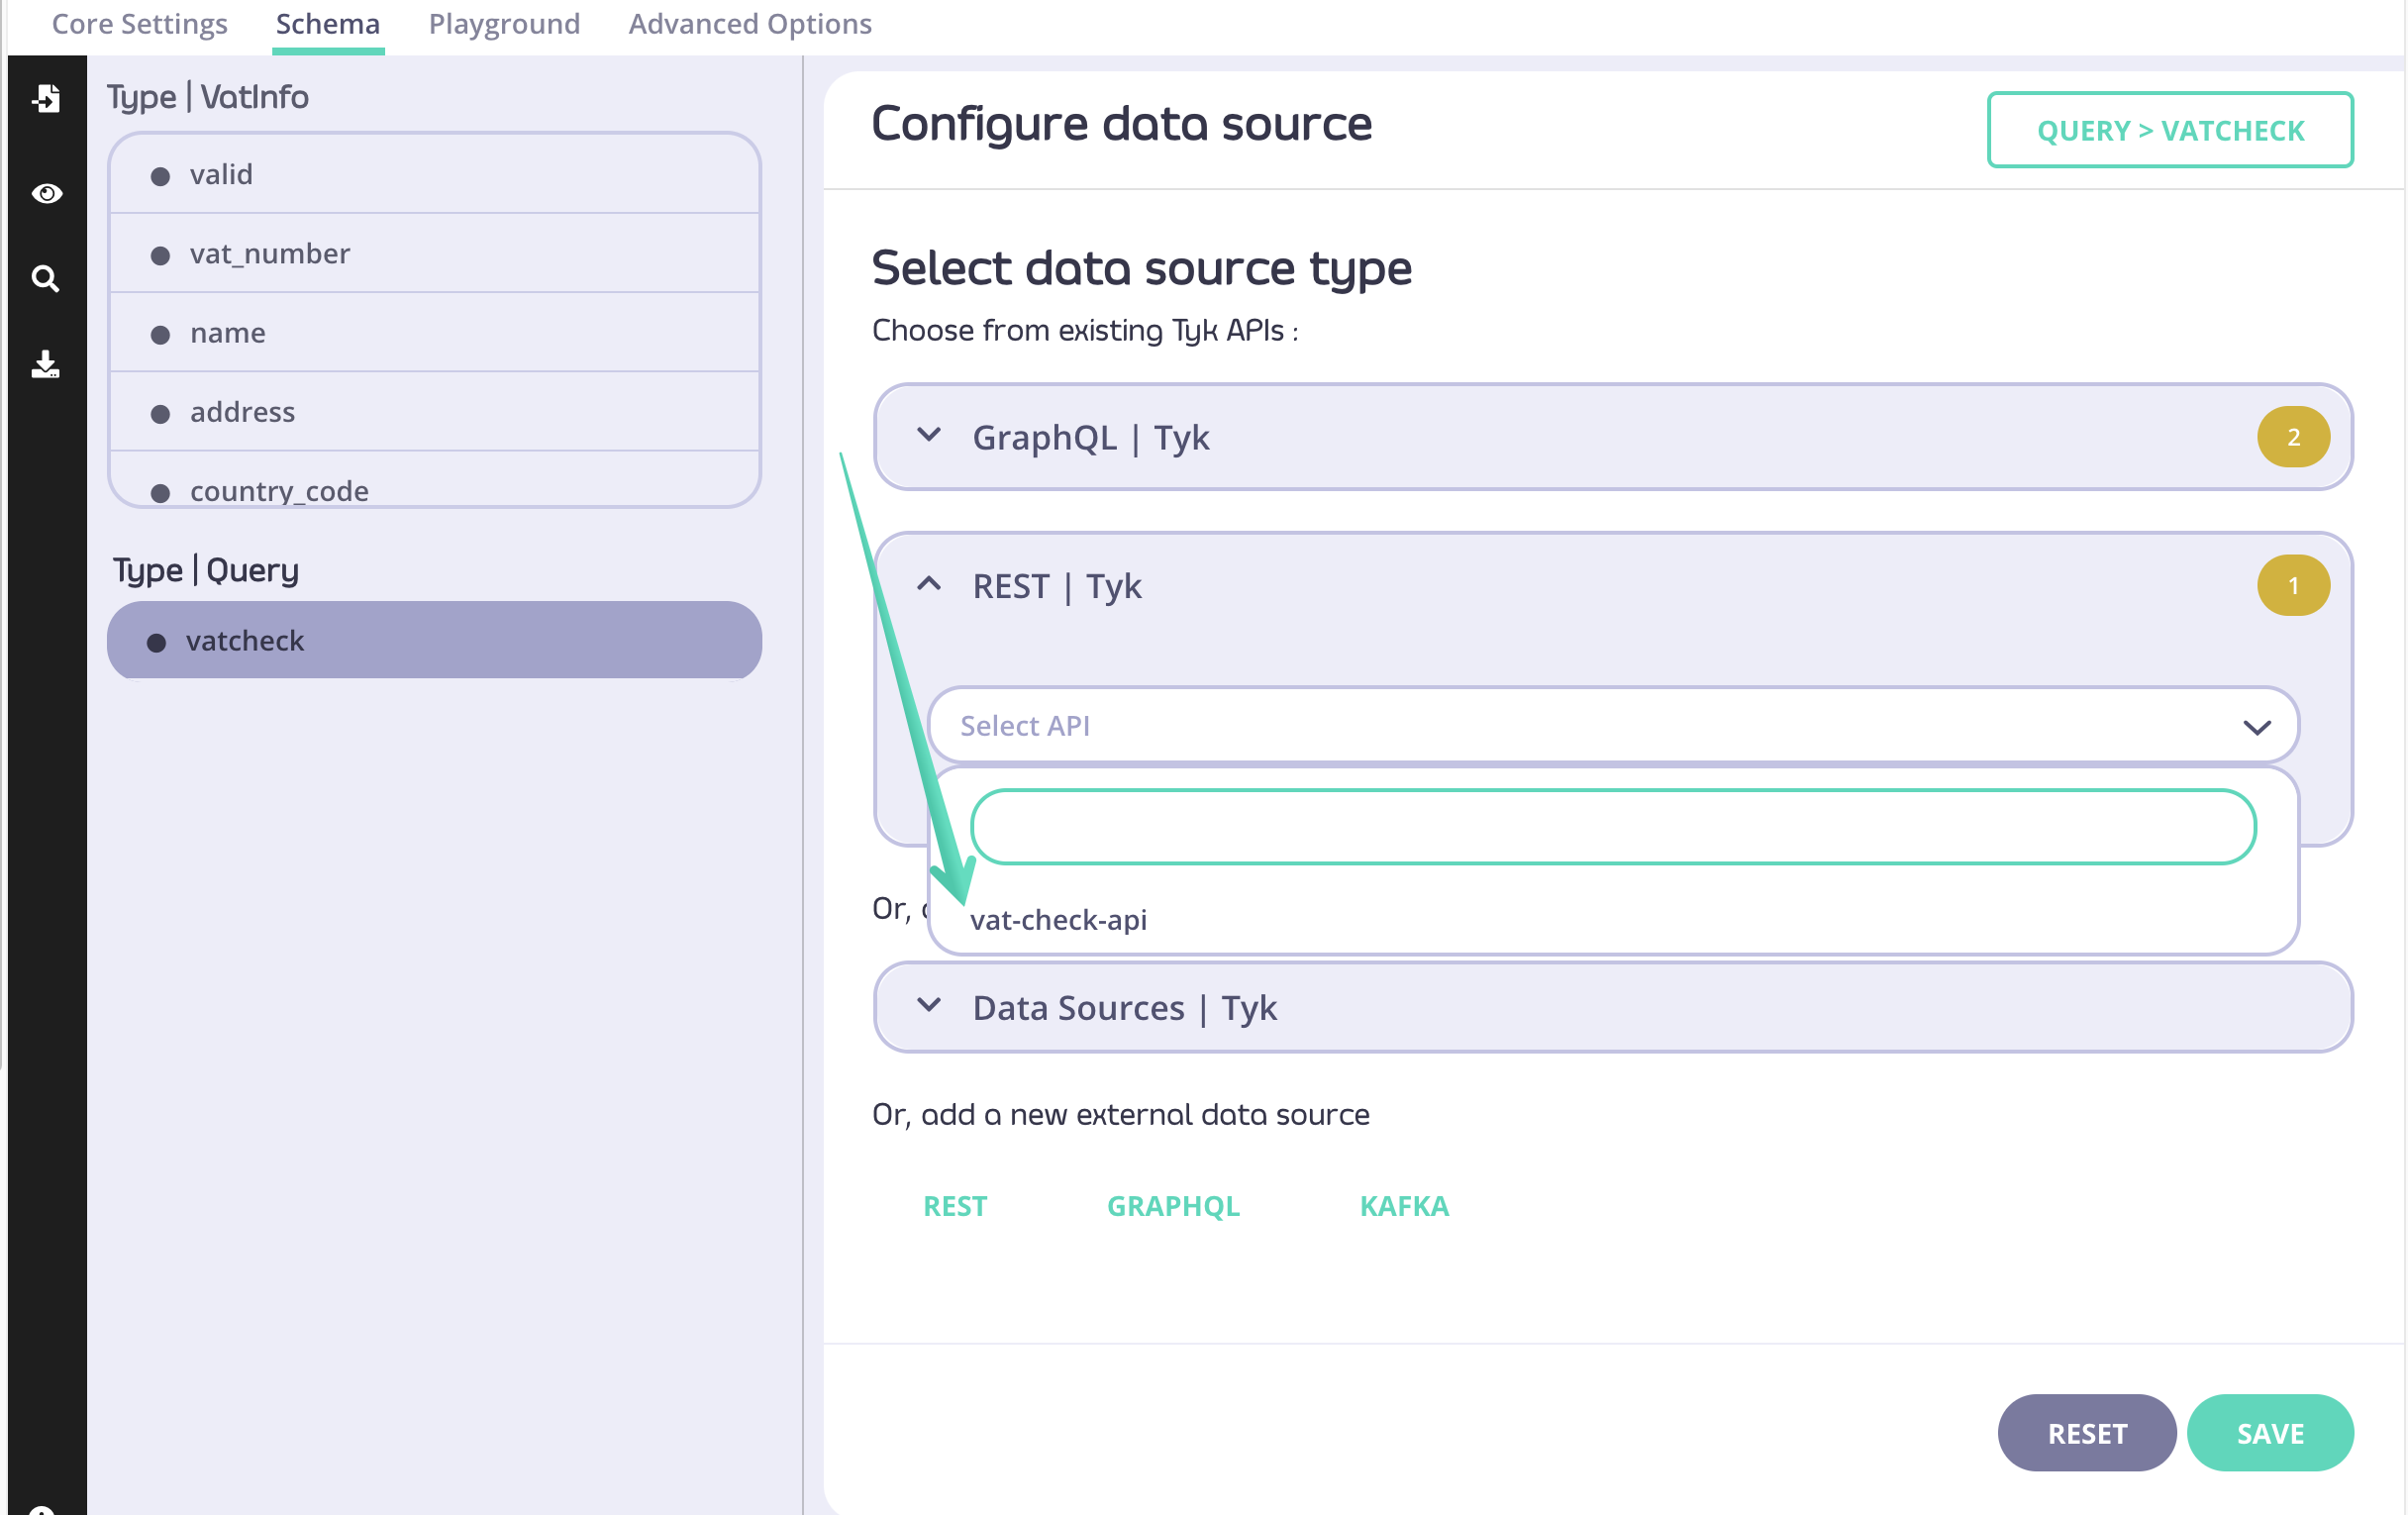 Core Settings
Schema
Playground
Advanced Options
Type | VatInfo
valid
vat_number
name
address
country_code
Type | Query
vatcheck
Configure data source
QUERY > VATCHECK
Select data source type
Choose from existing Tyk APIs :
GraphQL | Tyk
2
REST | Tyk
1
Select API
Or,
vat-check-api
Data Sources | Tyk
Or, add a new external data source
REST
GRAPHQL
KAFKA
RESET
SAVE